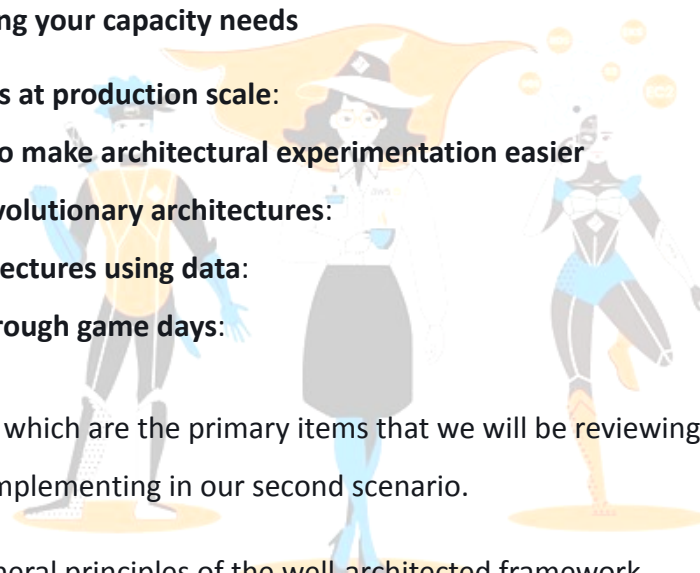 ng your capacity needs
s at production scale:
o make architectural experimentation easier
volutionary architectures:
ectures using data:
rough game days:
which are the primary items that we will be reviewing
mplementing in our second scenario.
neral principles of the well-architected framework
EC2